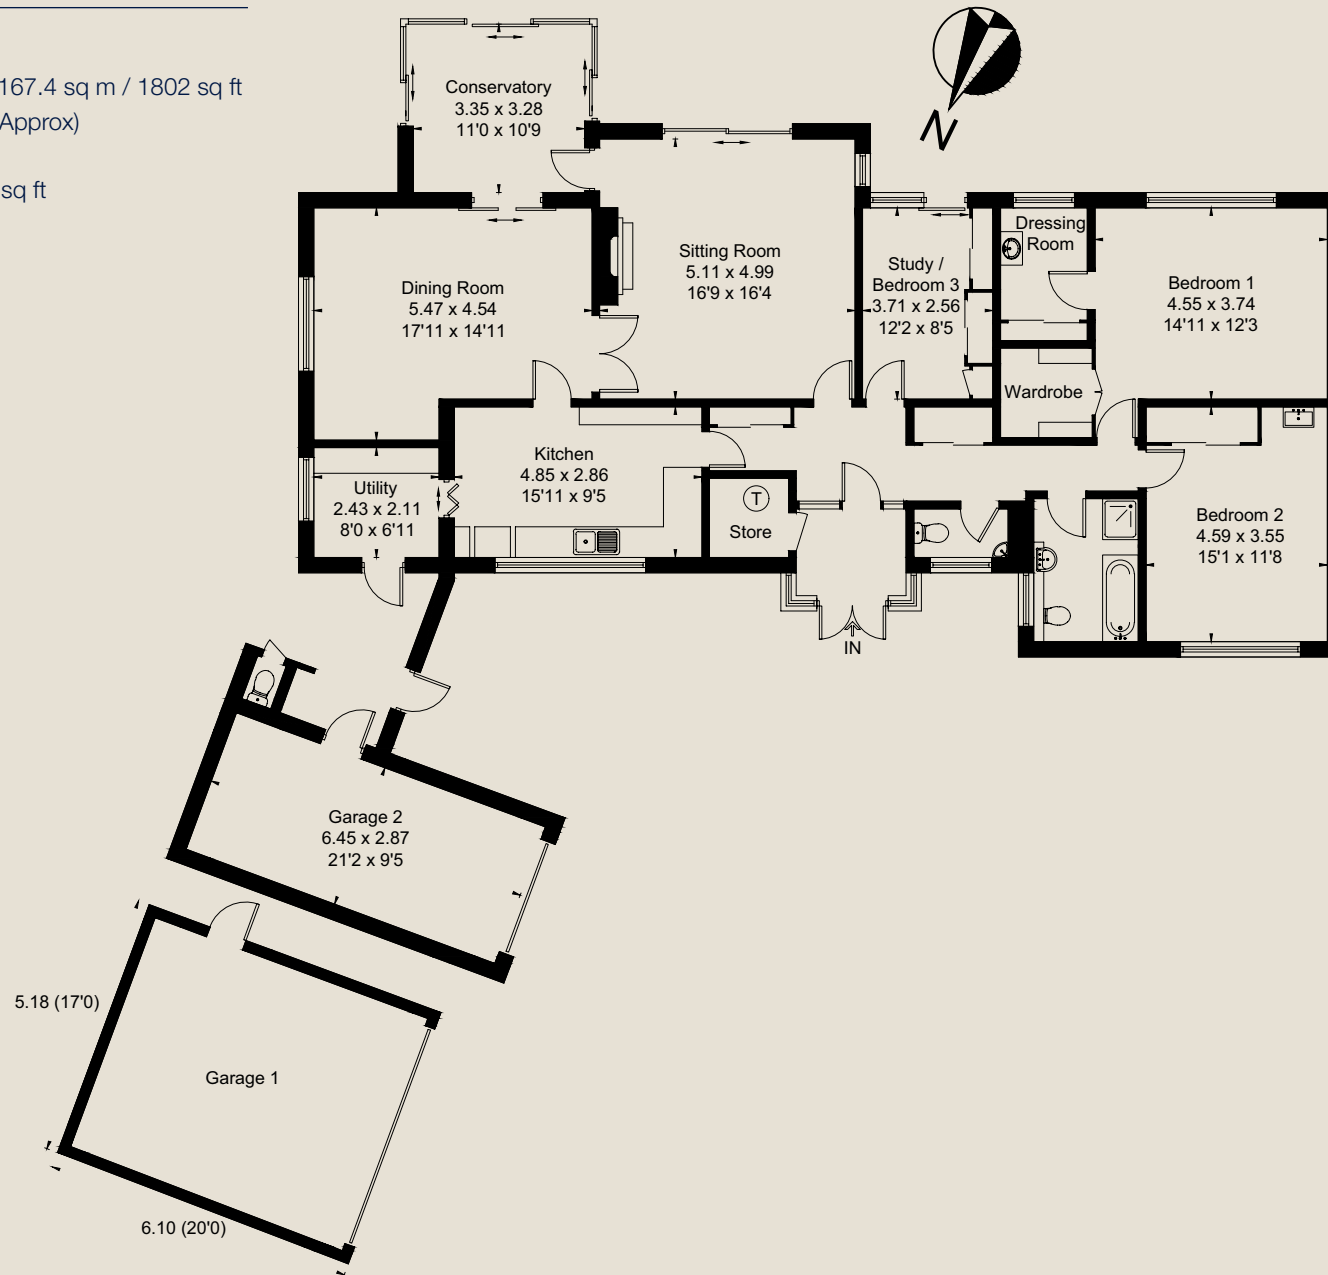 167.4 sq m / 1802 sq ft
Approx)
sq ft
N
Conservatory
3.35 x 3.28
11'0 x 10'9
Sitting Room
5.11 x 4.99
16'9 x 16'4
Dining Room
5.47 x 4.54
17'11 x 14'11
Study /
Bedroom 3
3.71 x 2.56
12'2 x 8'5
Dressing
Room
Bedroom 1
4.55 x 3.74
14'11 x 12'3
Wardrobe
Kitchen
4.85 x 2.86
15'11 x 9'5
Utility
2.43 x 2.11
8'0 x 6'11
T
Store
Bedroom 2
4.59 x 3.55
15'1 x 11'8
IN
Garage 2
6.45 x 2.87
21'2 x 9'5
5.18 (17'0)
Garage 1
6.10 (20'0)